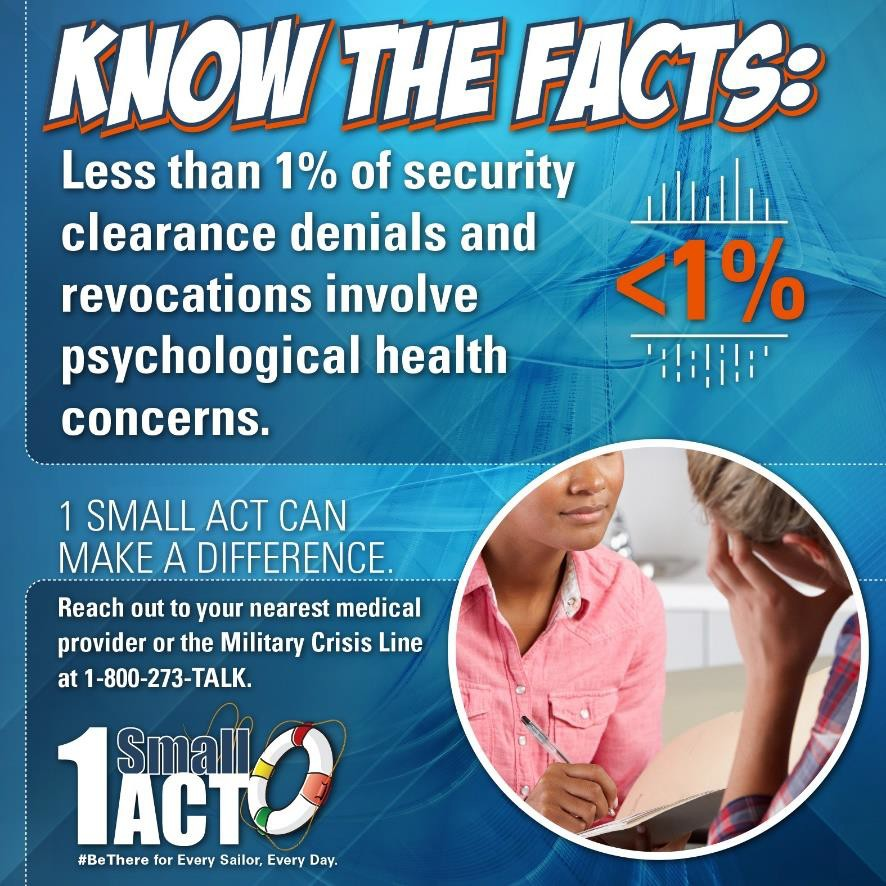 KNOW THE FACTS:
Less than 1% of security
clearance denials and
revocations involve
psychological health
concerns.
<1%
1 SMALL ACT CAN
MAKE A DIFFERENCE.
Reach out to your nearest medical
provider or the Military Crisis Line
at 1-800-273-TALK.
1 Small
ACT
#BeThere for Every Sailor, Every Day.